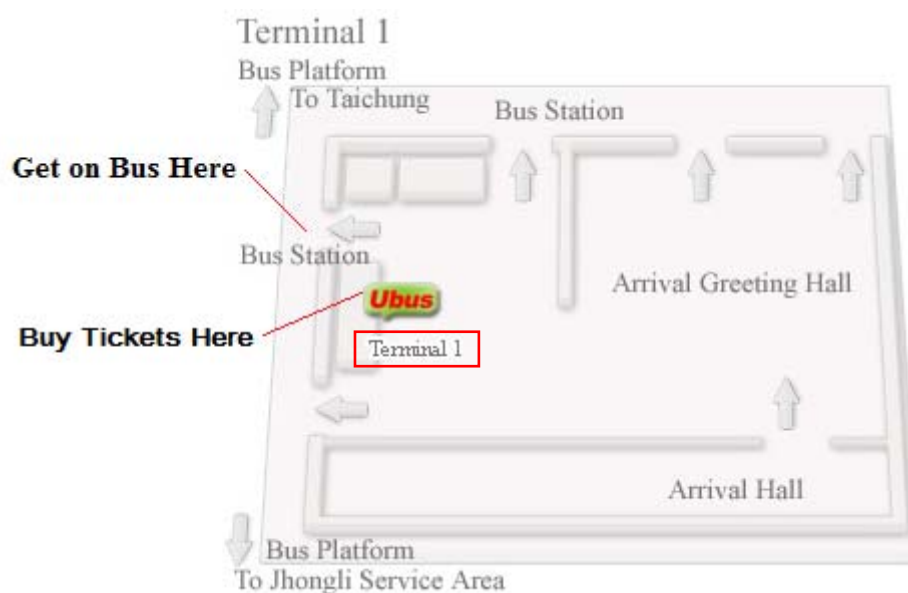 Terminal 1
Bus Platform
To Taichung
Bus Station
Get on Bus Here
Bus Station
Arrival Greeting Hall
Ubus
Buy Tickets Here
Terminal 1
Arrival Hall
Bus Platform
To Jhongli Service Area